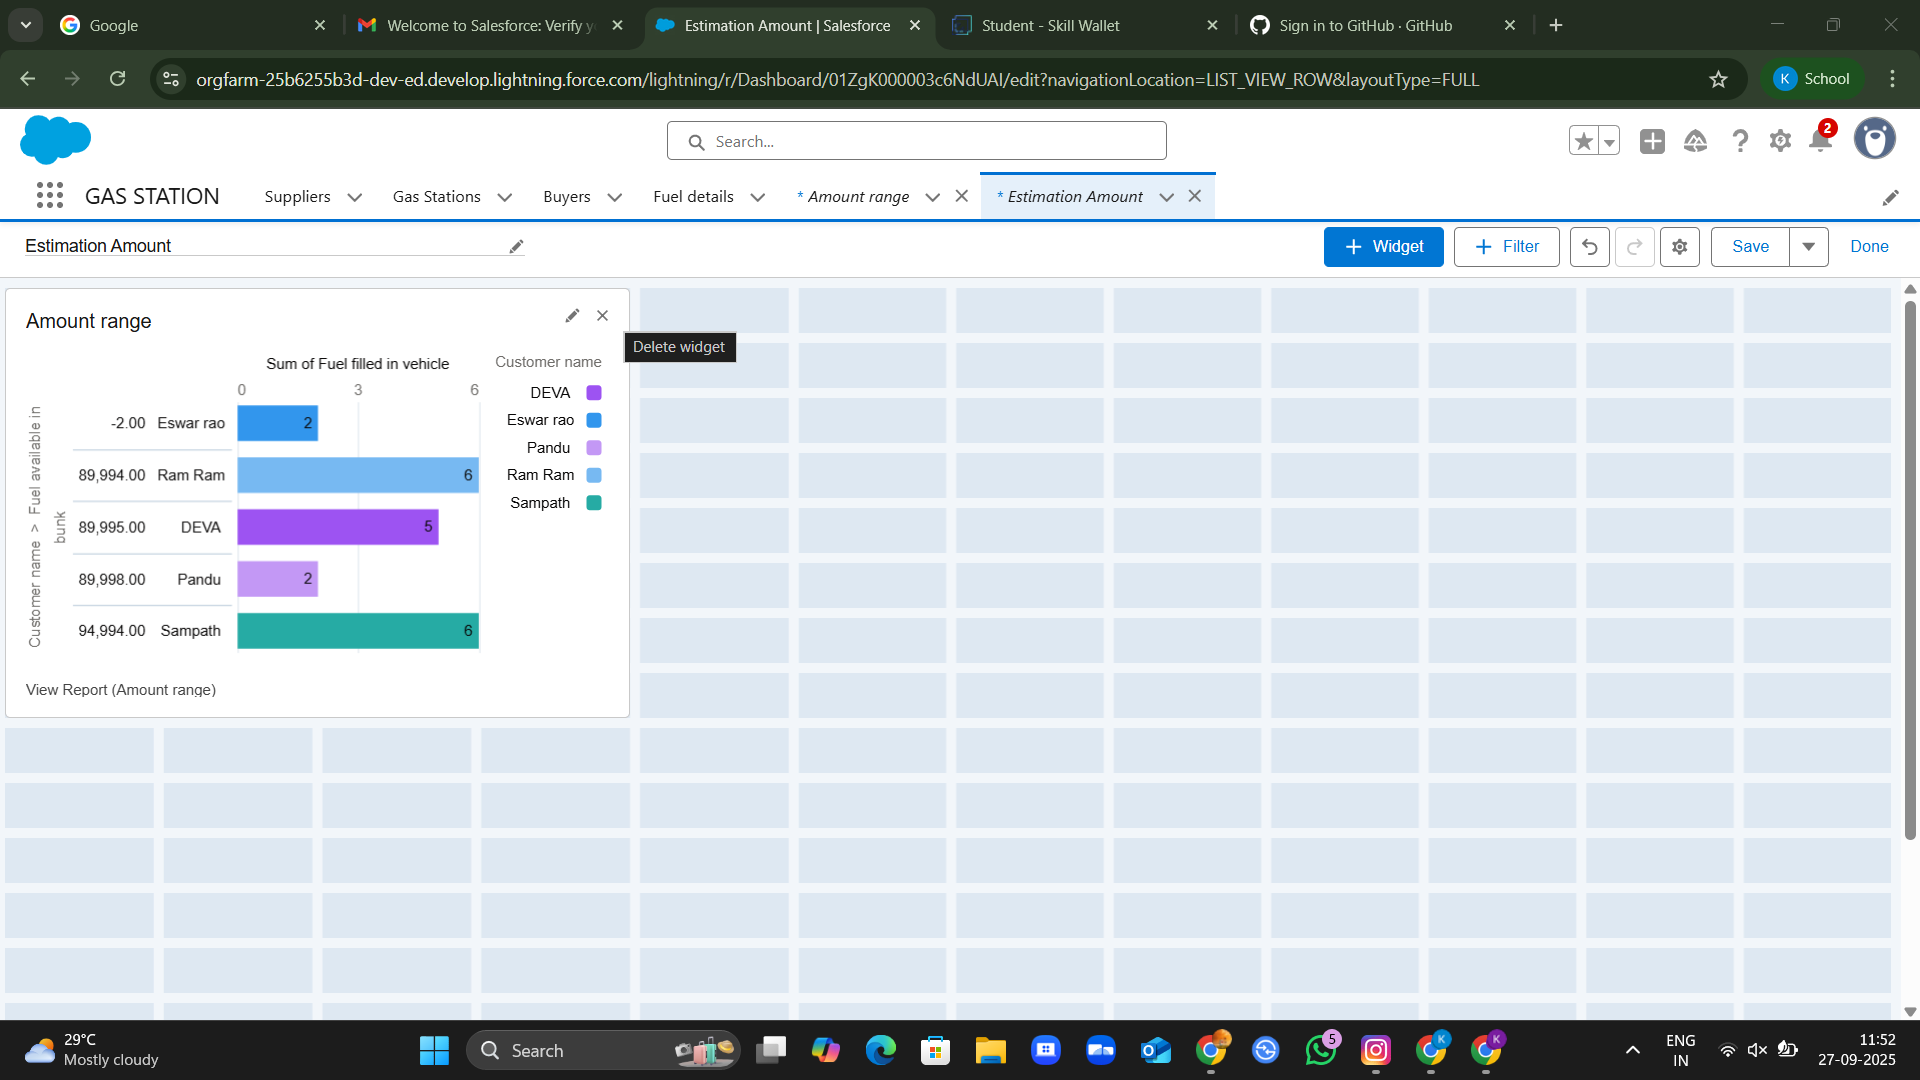 Google
Welcome to Salesforce: Verify y
Estimation Amount | Salesforce
Student - Skill Wallet
Sign in to GitHub · GitHub
orgfarm-25b6255b3d-dev-ed.develop.lightning.force.com/lightning/r/Dashboard/01ZgK000003c6NdUAI/edit?navigationLocation=LIST_VIEW_ROW&layoutType=FULL
K School
Search...
2
GAS STATION
Suppliers
Gas Stations
Buyers
Fuel details
* Amount range
* Estimation Amount
Estimation Amount
+ Widget
+ Filter
Save
Done
Amount range
Delete widget
Sum of Fuel filled in vehicle
Customer name
0 3 6
DEVA
Eswar rao
Pandu
Ram Ram
Sampath
Customer name > Fuel available in
bunk
-2.00 Eswar rao 2
89,994.00 Ram Ram 6
89,995.00 DEVA 5
89,998.00 Pandu 2
94,994.00 Sampath 6
View Report (Amount range)
29°C
Mostly cloudy
Search
5
K
K
ENG
IN
11:52
27-09-2025